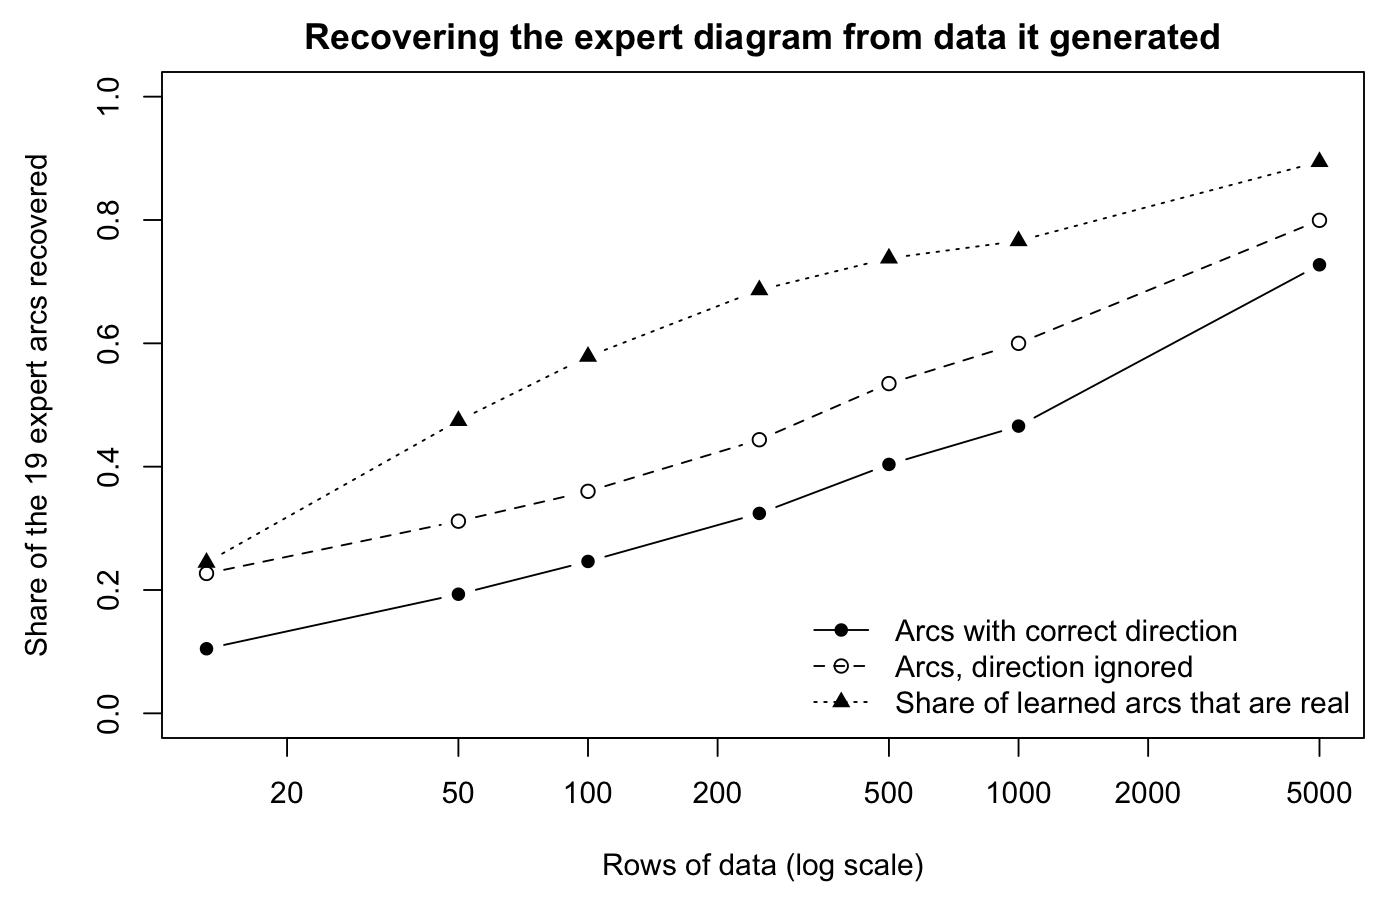 Recovering the expert diagram from data it generated
Share of the 19 expert arcs recovered
1.0
0.8
0.6
0.4
0.2
0.0
Arcs with correct direction
Arcs, direction ignored
Share of learned arcs that are real
20 50 100 200 500 1000 2000 5000
Rows of data (log scale)